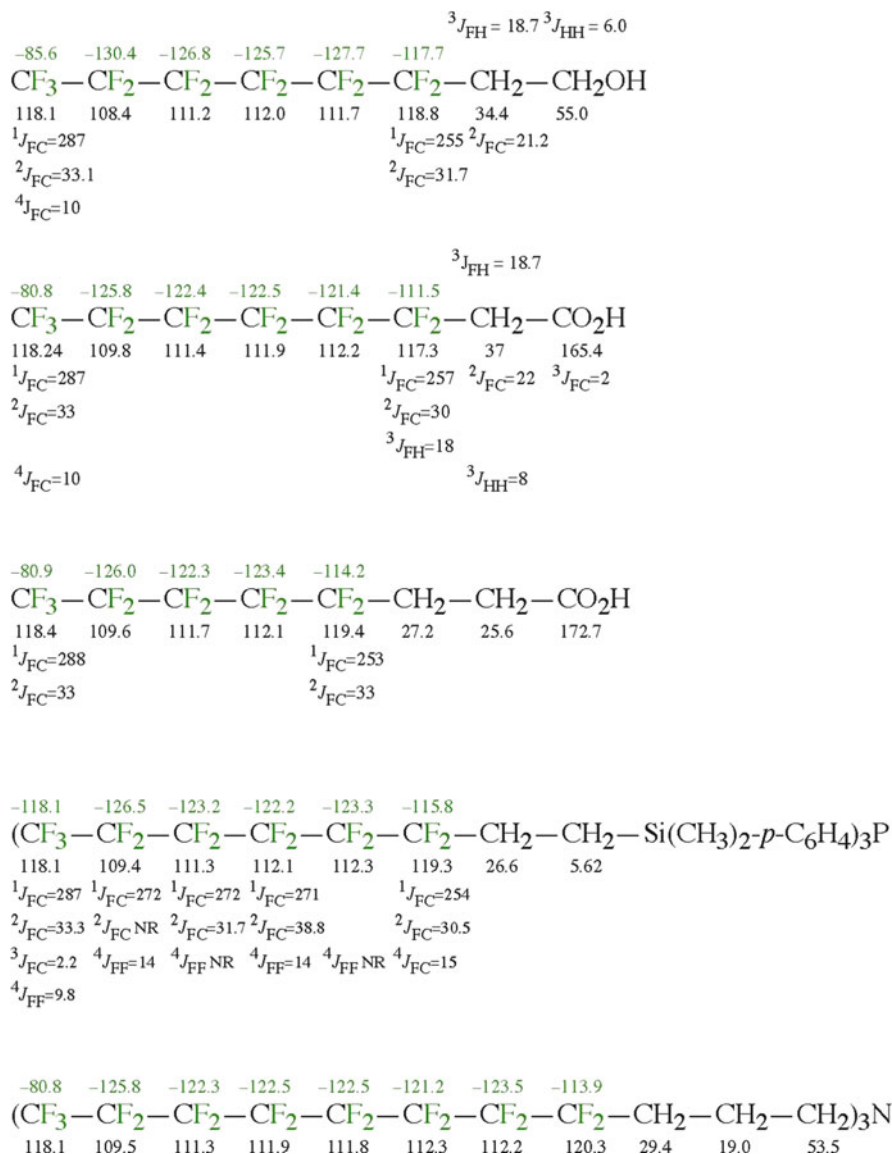 ³J_FH = 18.7 ³J_HH = 6.0
–85.6 –130.4 –126.8 –125.7 –127.7 –117.7
CF₃—CF₂—CF₂—CF₂—CF₂—CF₂—CH₂—CH₂OH
118.1 108.4 111.2 112.0 111.7 118.8 34.4 55.0
¹J_FC=287 ¹J_FC=255 ²J_FC=21.2
²J_FC=33.1 ²J_FC=31.7
⁴J_FC=10
³J_FH = 18.7
–80.8 –125.8 –122.4 –122.5 –121.4 –111.5
CF₃—CF₂—CF₂—CF₂—CF₂—CF₂—CH₂—CO₂H
118.24 109.8 111.4 111.9 112.2 117.3 37 165.4
¹J_FC=287 ¹J_FC=257 ²J_FC=22 ³J_FC=2
²J_FC=33 ²J_FC=30
³J_FH=18
⁴J_FC=10 ³J_HH=8
–80.9 –126.0 –122.3 –123.4 –114.2
CF₃—CF₂—CF₂—CF₂—CF₂—CH₂—CH₂—CO₂H
118.4 109.6 111.7 112.1 119.4 27.2 25.6 172.7
¹J_FC=288 ¹J_FC=253
²J_FC=33 ²J_FC=33
–118.1 –126.5 –123.2 –122.2 –123.3 –115.8
(CF₃—CF₂—CF₂—CF₂—CF₂—CF₂—CH₂—CH₂—Si(CH₃)₂-p-C₆H₄)₃P
118.1 109.4 111.3 112.1 112.3 119.3 26.6 5.62
¹J_FC=287 ¹J_FC=272 ¹J_FC=272 ¹J_FC=271 ¹J_FC=254
²J_FC=33.3 ²J_FC NR ²J_FC=31.7 ²J_FC=38.8 ²J_FC=30.5
³J_FC=2.2 ⁴J_FF=14 ⁴J_FF NR ⁴J_FF=14 ⁴J_FF NR ⁴J_FC=15
⁴J_FF=9.8
–80.8 –125.8 –122.3 –122.5 –122.5 –121.2 –123.5 –113.9
(CF₃—CF₂—CF₂—CF₂—CF₂—CF₂—CF₂—CF₂—CH₂—CH₂—CH₂)₃N
118.1 109.5 111.3 111.9 111.8 112.3 112.2 120.3 29.4 19.0 53.5